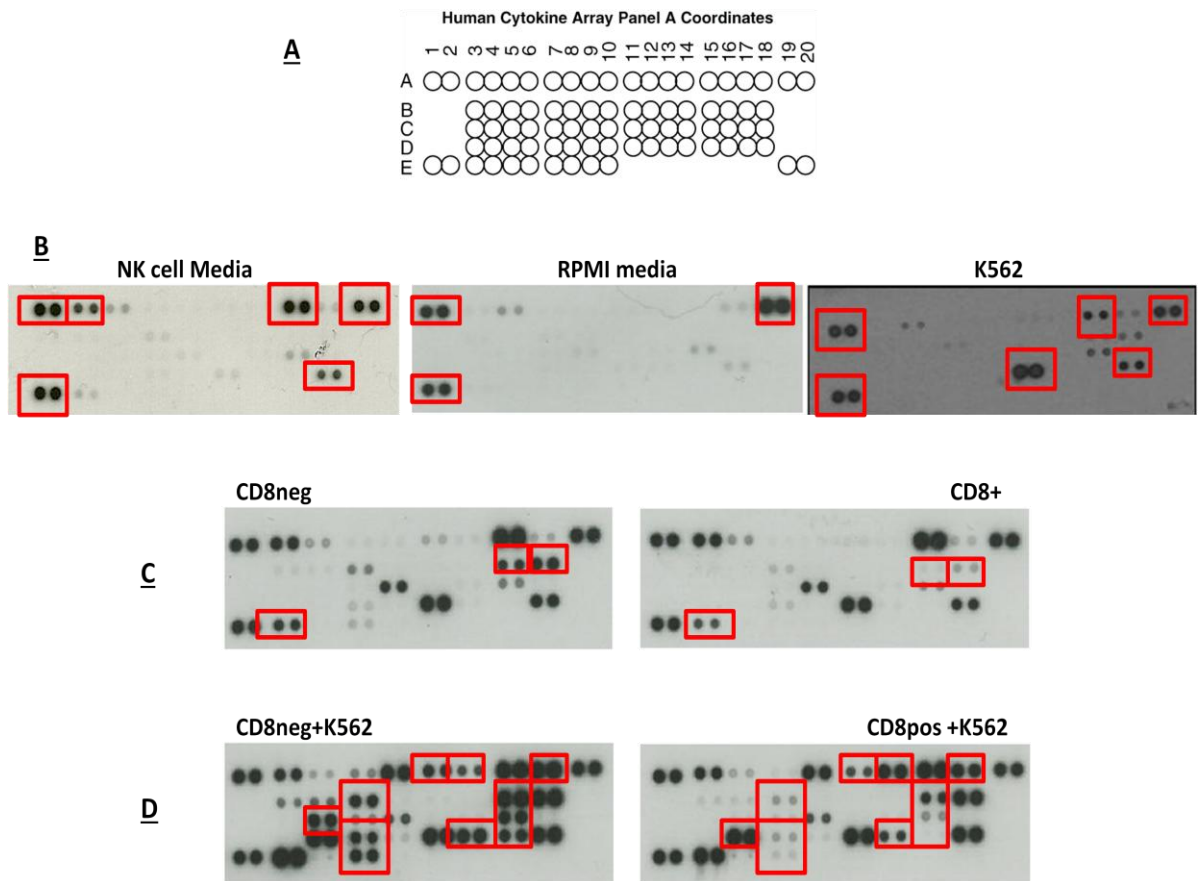 Human Cytokine Array Panel A Coordinates
A
1 2 3 4 5 6 7 8 9 10 11 12 13 14 15 16 17 18 19 20
A
B
C
D
E
B
NK cell Media RPMI media K562
CD8neg CD8+
C
CD8neg+K562 CD8pos +K562
D